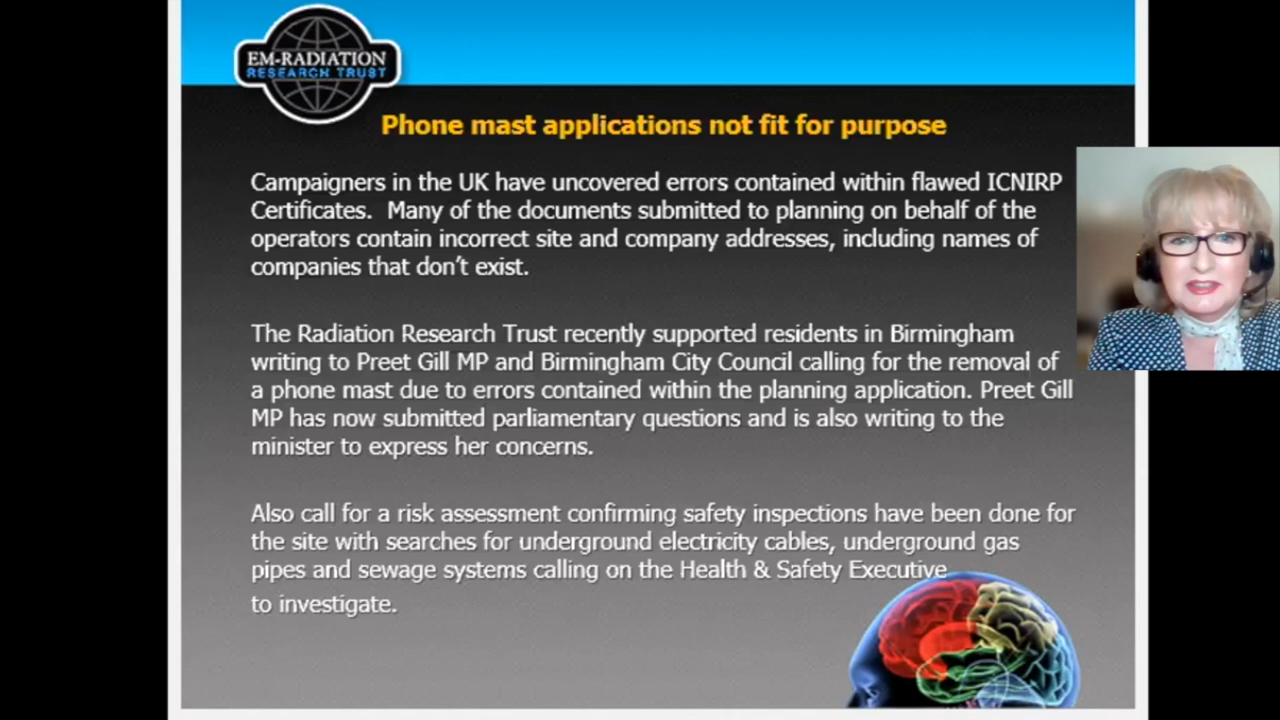 EM-RADIATION
RESEARCH TRUST
Phone mast applications not fit for purpose
Campaigners in the UK have uncovered errors contained within flawed ICNIRP
Certificates. Many of the documents submitted to planning on behalf of the
operators contain incorrect site and company addresses, including names of
companies that don't exist.
The Radiation Research Trust recently supported residents in Birmingham
writing to Preet Gill MP and Birmingham City Council calling for the removal of
a phone mast due to errors contained within the planning application. Preet Gill
MP has now submitted parliamentary questions and is also writing to the
minister to express her concerns.
Also call for a risk assessment confirming safety inspections have been done for
the site with searches for underground electricity cables, underground gas
pipes and sewage systems calling on the Health & Safety Executive
to investigate.